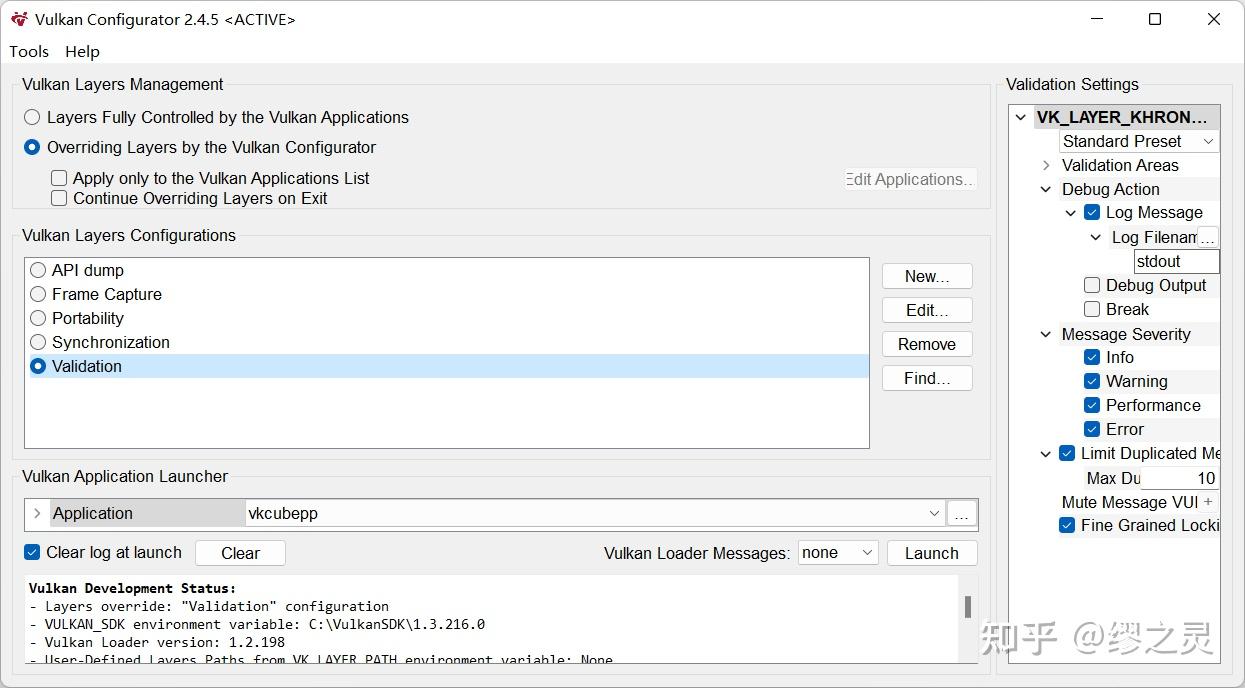 Vulkan Configurator 2.4.5 <ACTIVE>
Tools Help
Vulkan Layers Management
Layers Fully Controlled by the Vulkan Applications
Overriding Layers by the Vulkan Configurator
Apply only to the Vulkan Applications List
Edit Applications...
Continue Overriding Layers on Exit
Vulkan Layers Configurations
API dump
Frame Capture
Portability
Synchronization
Validation
New...
Edit...
Remove
Find...
Vulkan Application Launcher
Application vkcubepp ...
Clear log at launch Clear Vulkan Loader Messages: none Launch
Vulkan Development Status:
- Layers override: "Validation" configuration
- VULKAN_SDK environment variable: C:\VulkanSDK\1.3.216.0
- Vulkan Loader version: 1.2.198
- User-Defined Layers Paths from VK_LAYER_PATH environment variable: None
Validation Settings
VK_LAYER_KHRON...
Standard Preset
Validation Areas
Debug Action
Log Message
Log Filenam ...
stdout
Debug Output
Break
Message Severity
Info
Warning
Performance
Error
Limit Duplicated Me
Max Du 10
Mute Message VUI +
Fine Grained Locki
知乎 @缪之灵